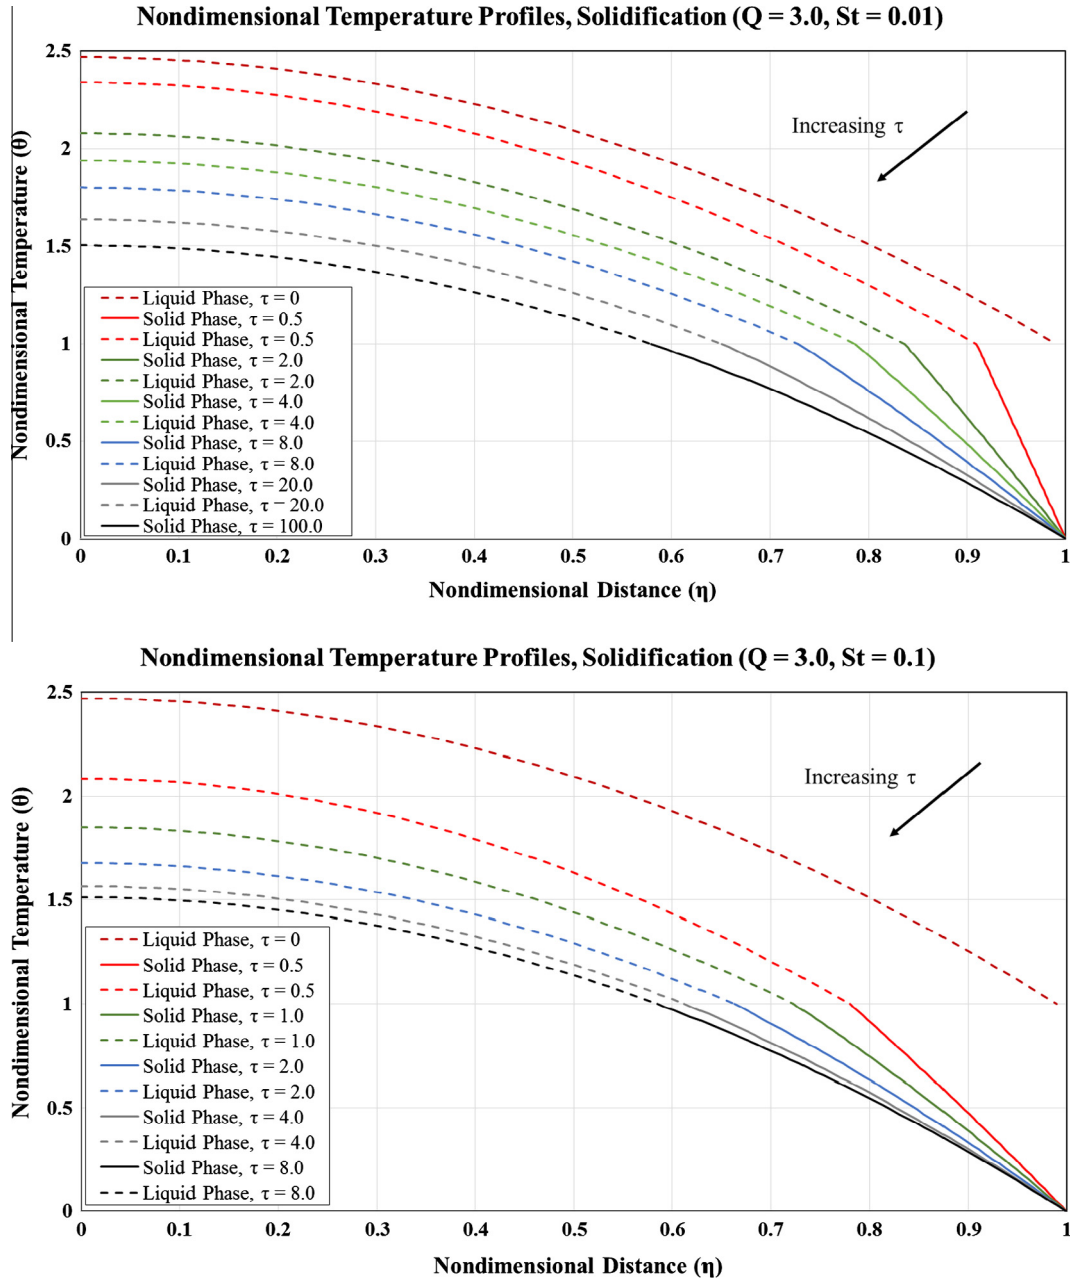 Nondimensional Temperature Profiles, Solidification (Q = 3.0, St = 0.01)
Nondimensional Temperature (θ)
2.5
2
1.5
1
0.5
0
Increasing τ
Liquid Phase, τ = 0
Solid Phase, τ = 0.5
Liquid Phase, τ = 0.5
Solid Phase, τ = 2.0
Liquid Phase, τ = 2.0
Solid Phase, τ = 4.0
Liquid Phase, τ = 4.0
Solid Phase, τ = 8.0
Liquid Phase, τ = 8.0
Solid Phase, τ = 20.0
Liquid Phase, τ = 20.0
Solid Phase, τ = 100.0
0 0.1 0.2 0.3 0.4 0.5 0.6 0.7 0.8 0.9 1
Nondimensional Distance (η)
Nondimensional Temperature Profiles, Solidification (Q = 3.0, St = 0.1)
Nondimensional Temperature (θ)
2.5
2
1.5
1
0.5
0
Increasing τ
Liquid Phase, τ = 0
Solid Phase, τ = 0.5
Liquid Phase, τ = 0.5
Solid Phase, τ = 1.0
Liquid Phase, τ = 1.0
Solid Phase, τ = 2.0
Liquid Phase, τ = 2.0
Solid Phase, τ = 4.0
Liquid Phase, τ = 4.0
Solid Phase, τ = 8.0
Liquid Phase, τ = 8.0
0 0.1 0.2 0.3 0.4 0.5 0.6 0.7 0.8 0.9 1
Nondimensional Distance (η)